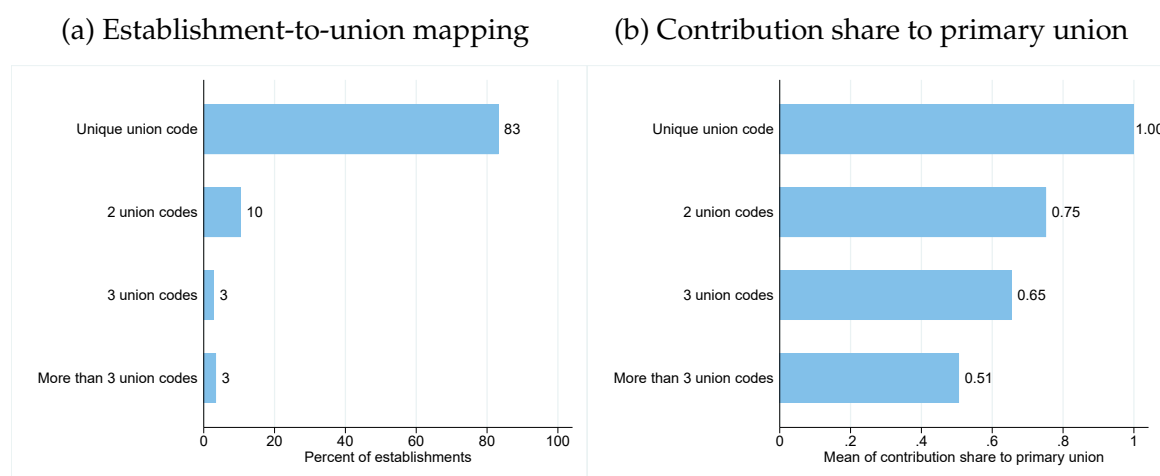 (a) Establishment-to-union mapping
Unique union code
83
2 union codes
10
3 union codes
3
More than 3 union codes
3
0 20 40 60 80 100
Percent of establishments
(b) Contribution share to primary union
Unique union code
1.00
2 union codes
0.75
3 union codes
0.65
More than 3 union codes
0.51
0 .2 .4 .6 .8 1
Mean of contribution share to primary union